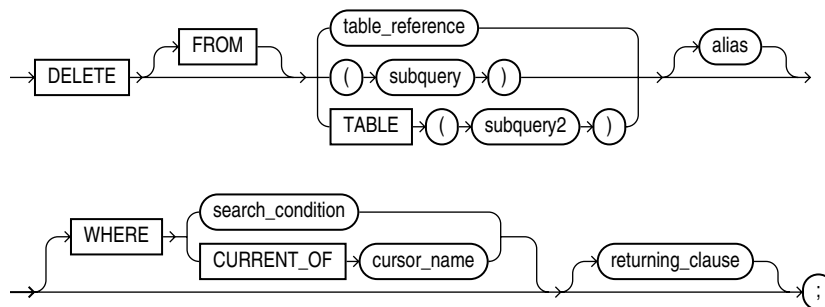 DELETE FROM table_reference alias
( subquery )
TABLE ( subquery2 )
WHERE search_condition returning_clause ;
CURRENT_OF cursor_name